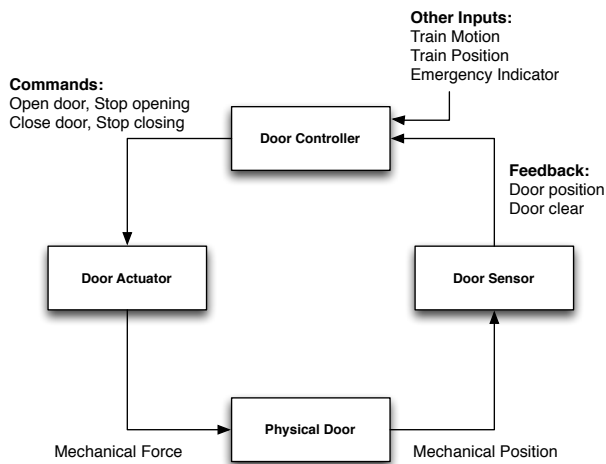 Other Inputs:
Train Motion
Train Position
Emergency Indicator
Commands:
Open door, Stop opening
Close door, Stop closing
Door Controller
Feedback:
Door position
Door clear
Door Actuator
Door Sensor
Physical Door
Mechanical Force
Mechanical Position